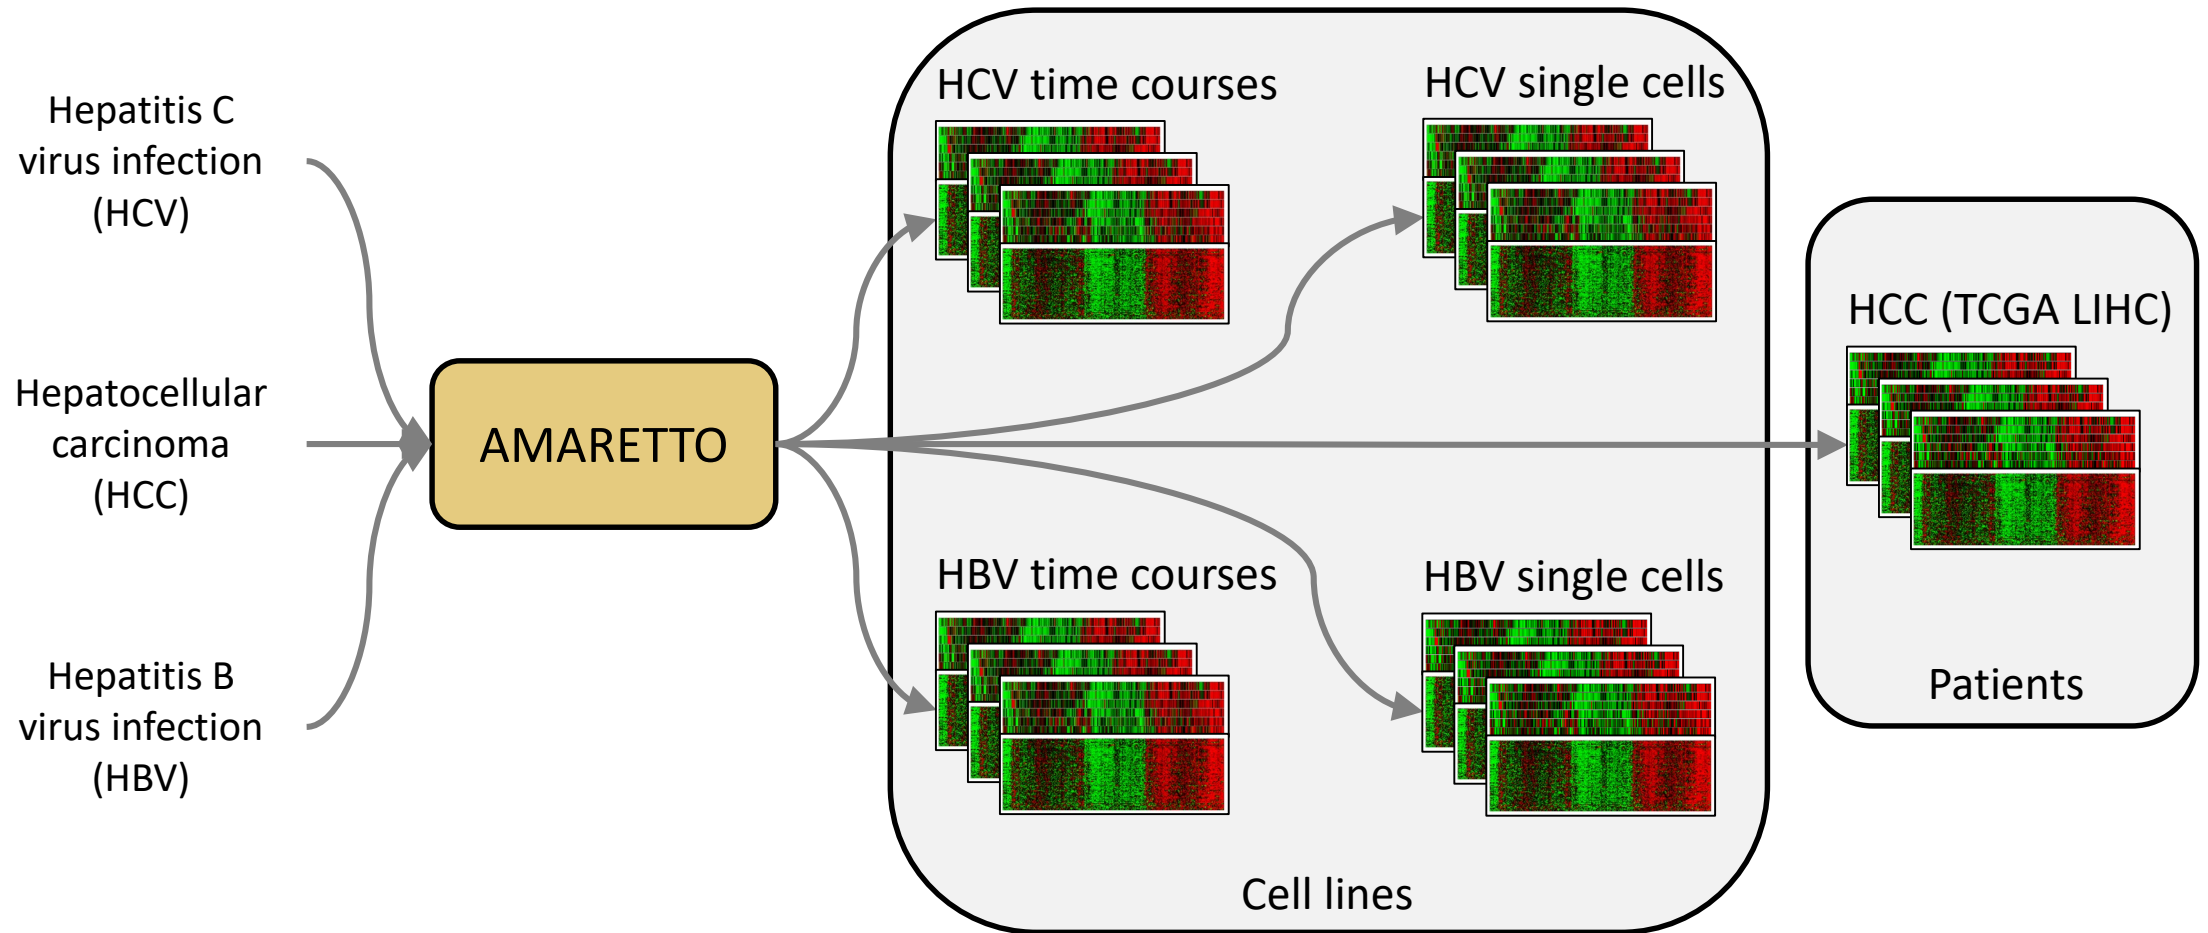 Hepatitis C
virus infection
(HCV)
Hepatocellular
carcinoma
(HCC)
Hepatitis B
virus infection
(HBV)
AMARETTO
HCV time courses
HCV single cells
HBV time courses
HBV single cells
Cell lines
HCC (TCGA LIHC)
Patients